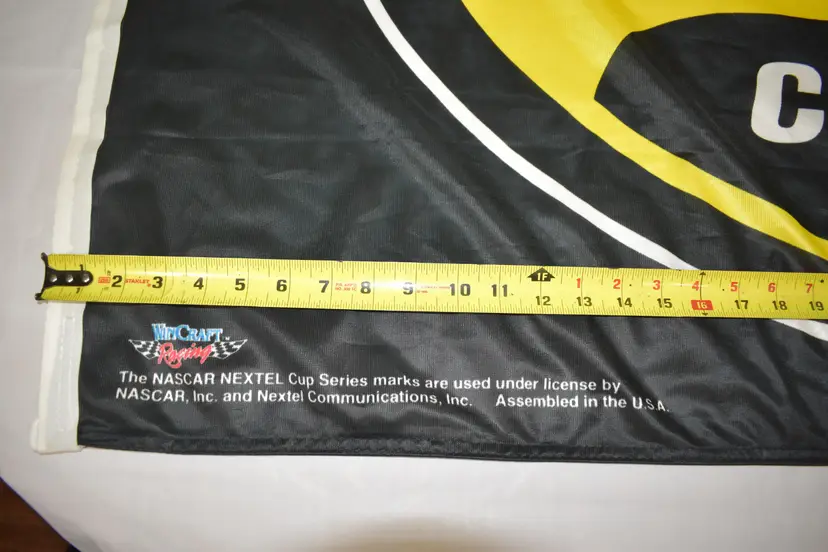 C
1F 1 2 3 4 5 6 7
2 STANLEY 3 4 5 6 7 8 9 10 11 12 13 14 15 16 17 18 19
WINCRAFT
Racing
The NASCAR NEXTEL Cup Series marks are used under license by
NASCAR, Inc. and Nextel Communications, Inc. Assembled in the U.S.A.